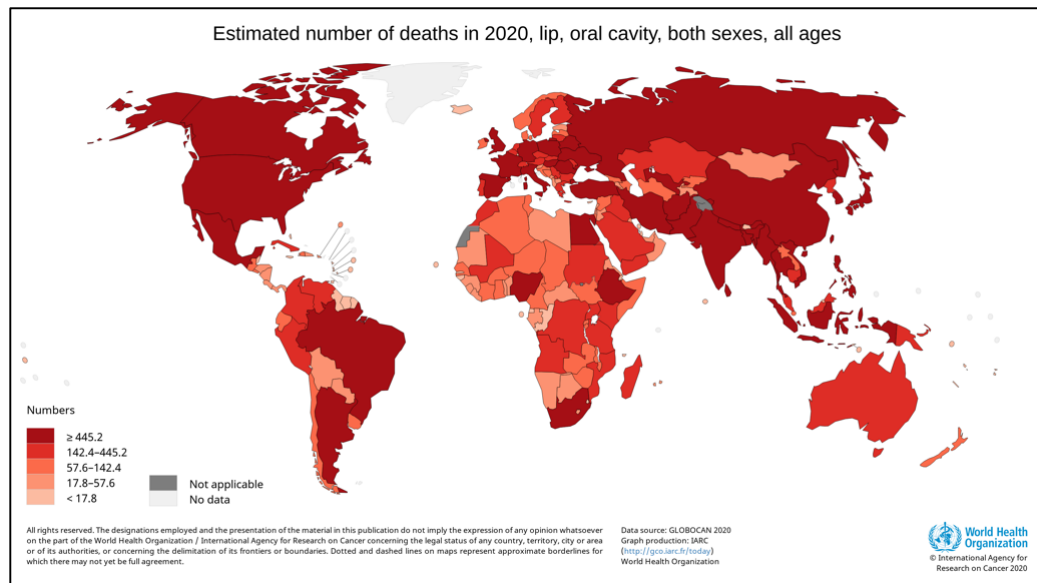 Estimated number of deaths in 2020, lip, oral cavity, both sexes, all ages
Numbers
≥ 445.2
142.4–445.2
57.6–142.4
17.8–57.6
< 17.8
Not applicable
No data
All rights reserved. The designations employed and the presentation of the material in this publication do not imply the expression of any opinion whatsoever
on the part of the World Health Organization / International Agency for Research on Cancer concerning the legal status of any country, territory, city or area
or of its authorities, or concerning the delimitation of its frontiers or boundaries. Dotted and dashed lines on maps represent approximate borderlines for
which there may not yet be full agreement.
Data source: GLOBOCAN 2020
Graph production: IARC
(http://gco.iarc.fr/today)
World Health Organization
World Health
Organization
© International Agency for
Research on Cancer 2020